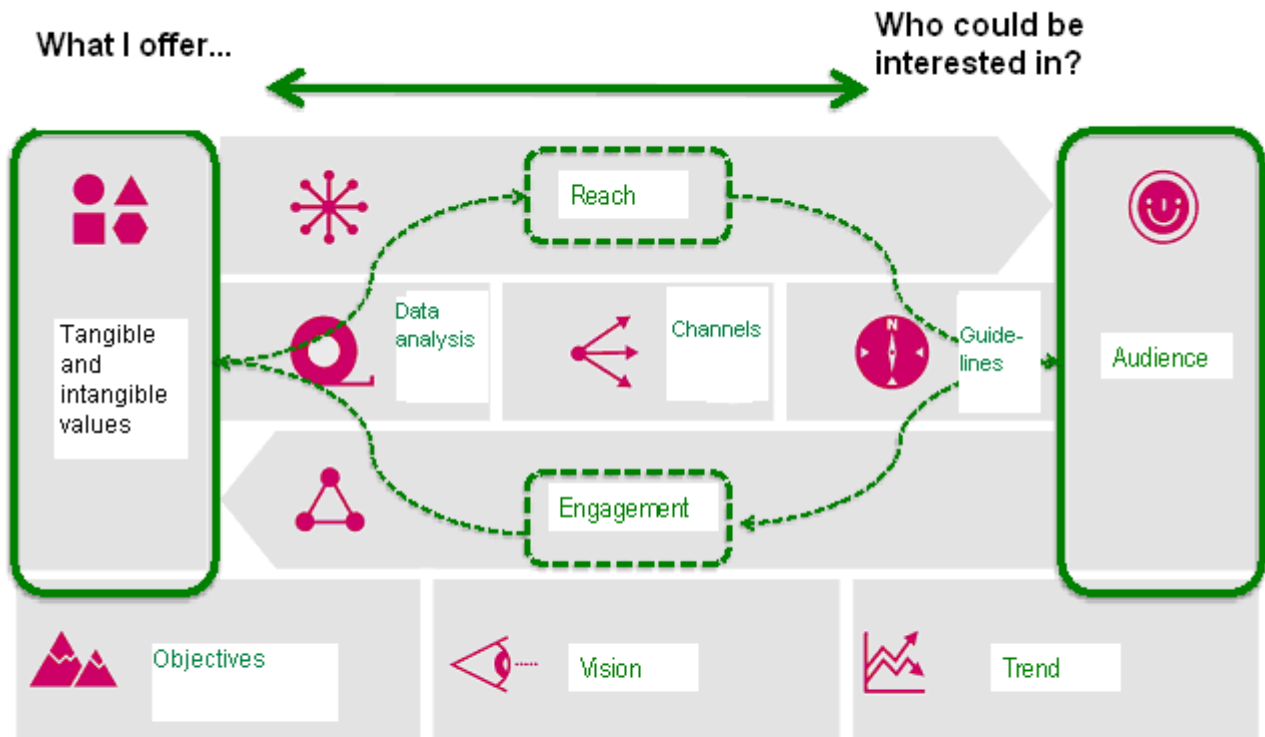 What I offer...
Who could be
interested in?
Reach
Tangible
and
intangible
values
Data
analysis
Channels
N
Guide-
lines
Audience
Engagement
Objectives
Vision
Trend